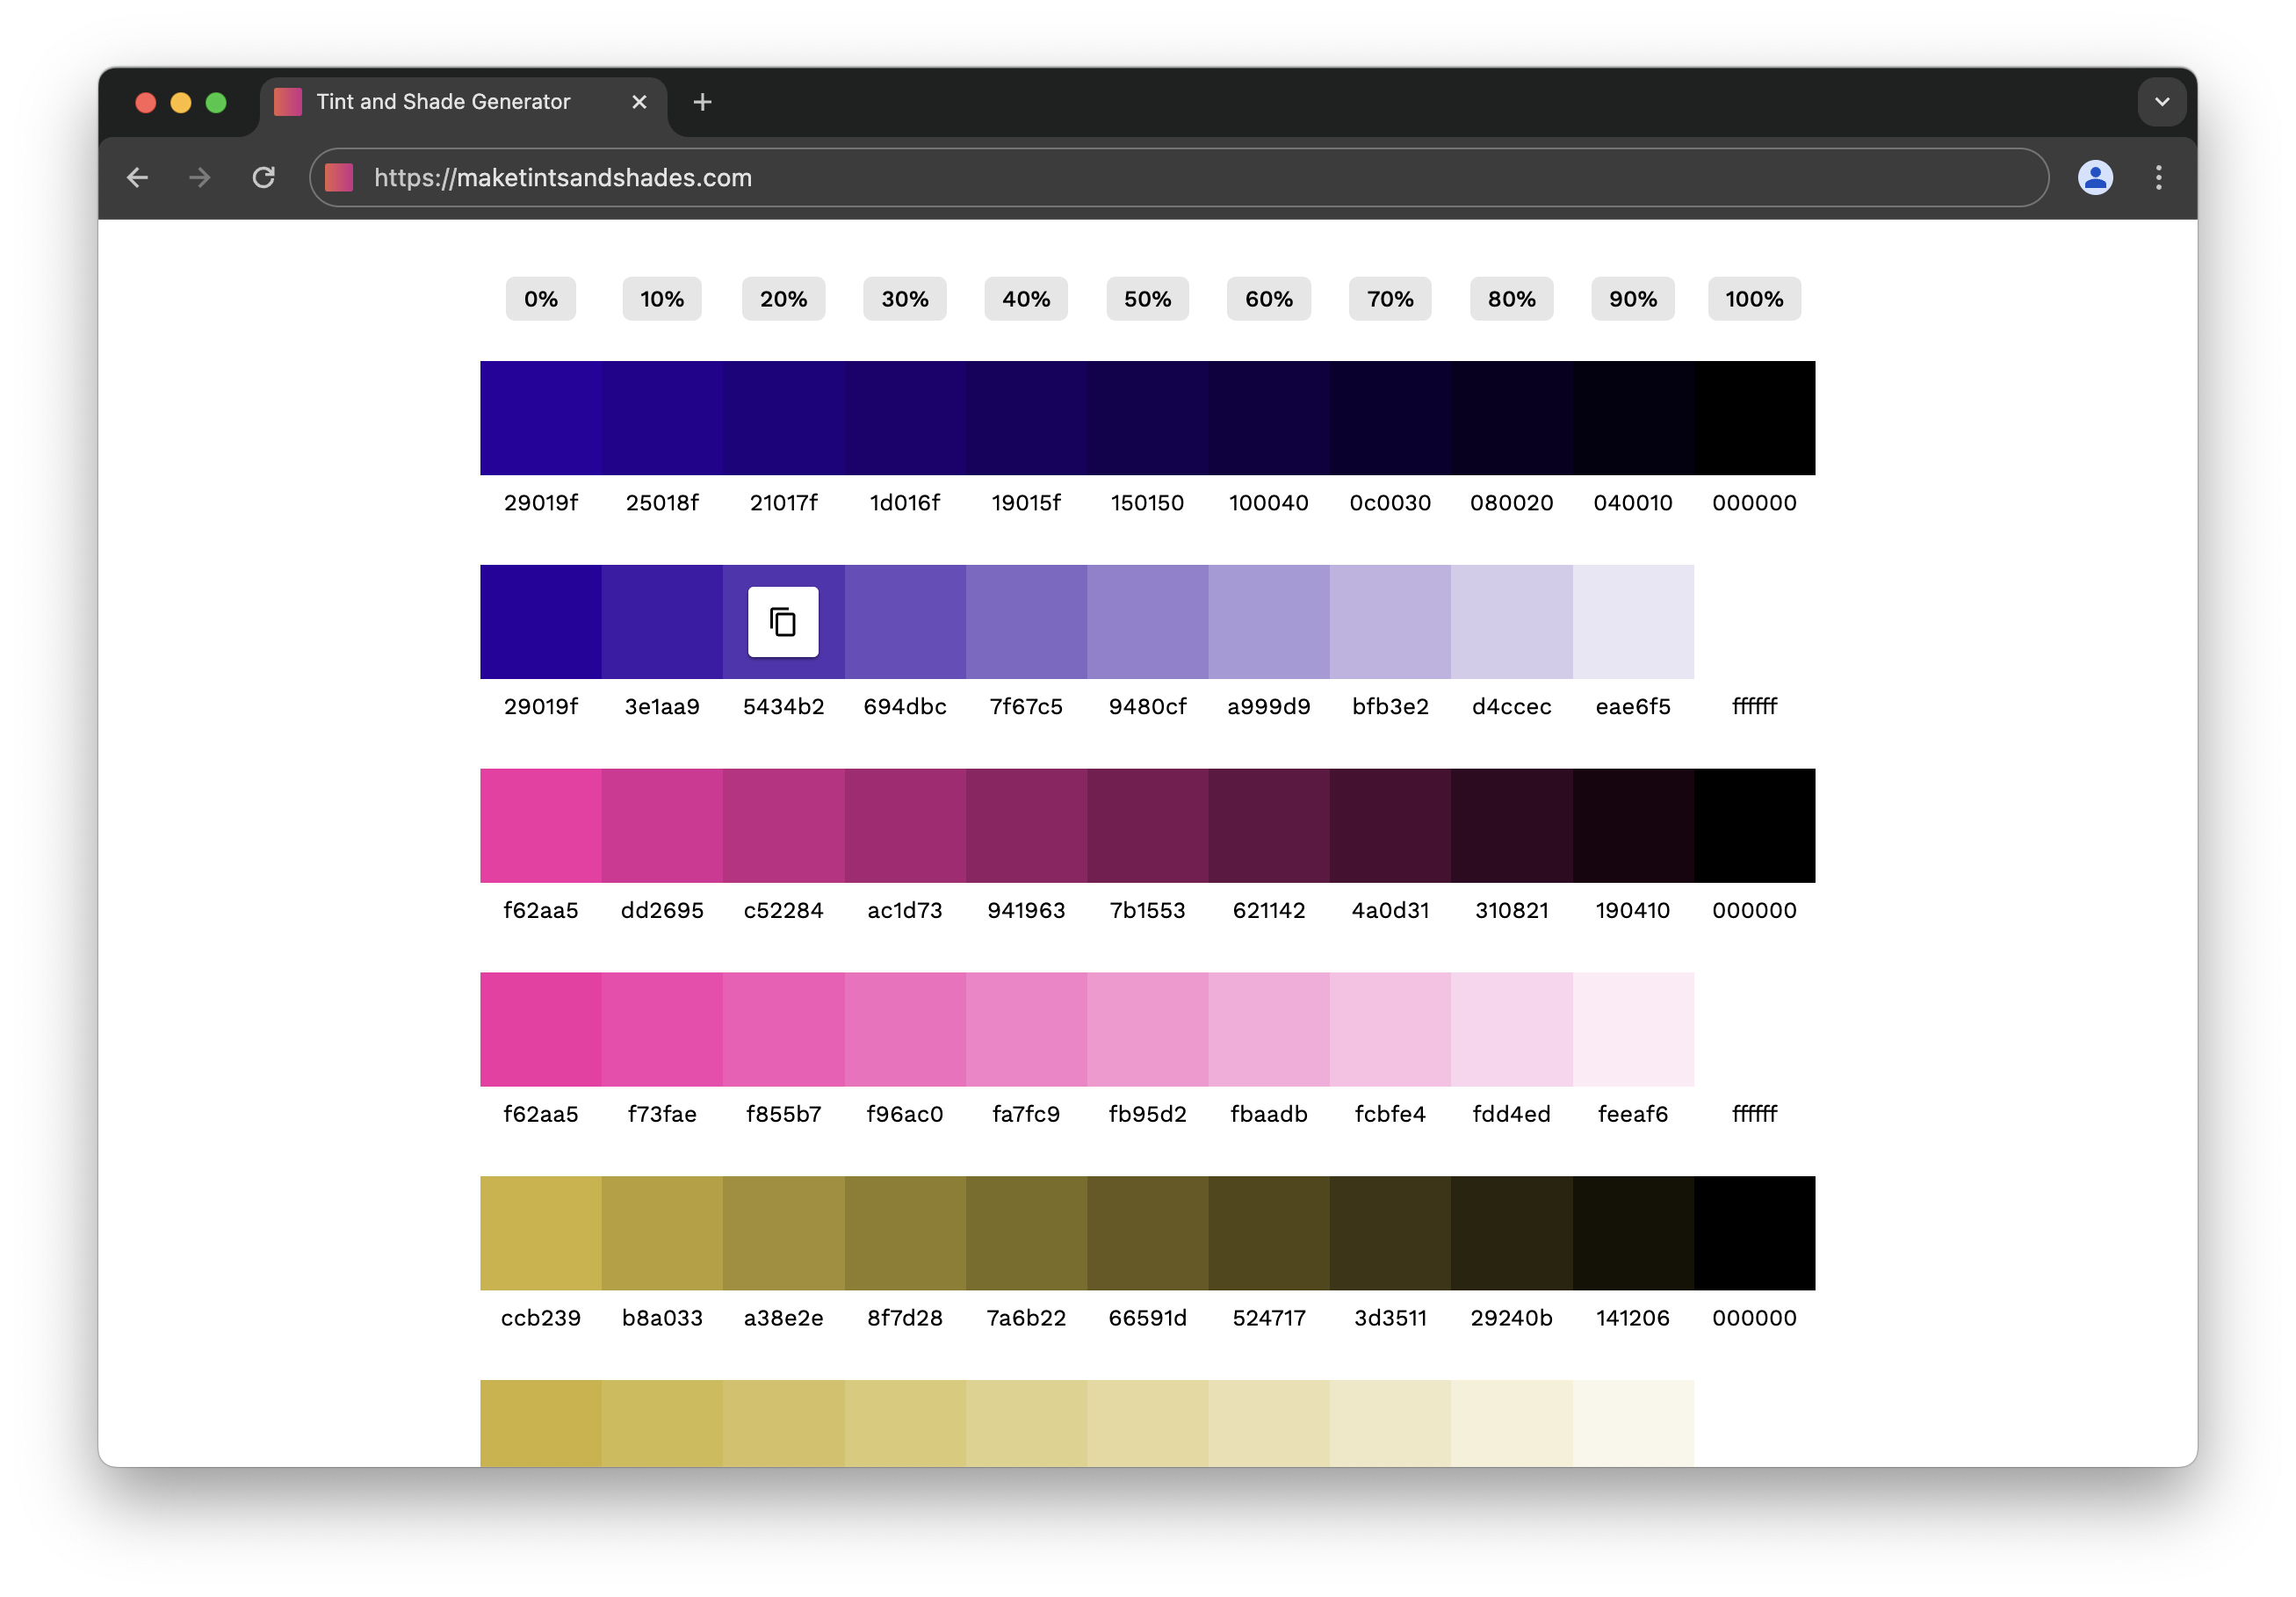 Tint and Shade Generator
https://maketintsandshades.com
0% 10% 20% 30% 40% 50% 60% 70% 80% 90% 100%
29019f 25018f 21017f 1d016f 19015f 150150 100040 0c0030 080020 040010 000000
29019f 3e1aa9 5434b2 694dbc 7f67c5 9480cf a999d9 bfb3e2 d4ccec eae6f5 ffffff
f62aa5 dd2695 c52284 ac1d73 941963 7b1553 621142 4a0d31 310821 190410 000000
f62aa5 f73fae f855b7 f96ac0 fa7fc9 fb95d2 fbaadb fcbfe4 fdd4ed feeaf6 ffffff
ccb239 b8a033 a38e2e 8f7d28 7a6b22 66591d 524717 3d3511 29240b 141206 000000